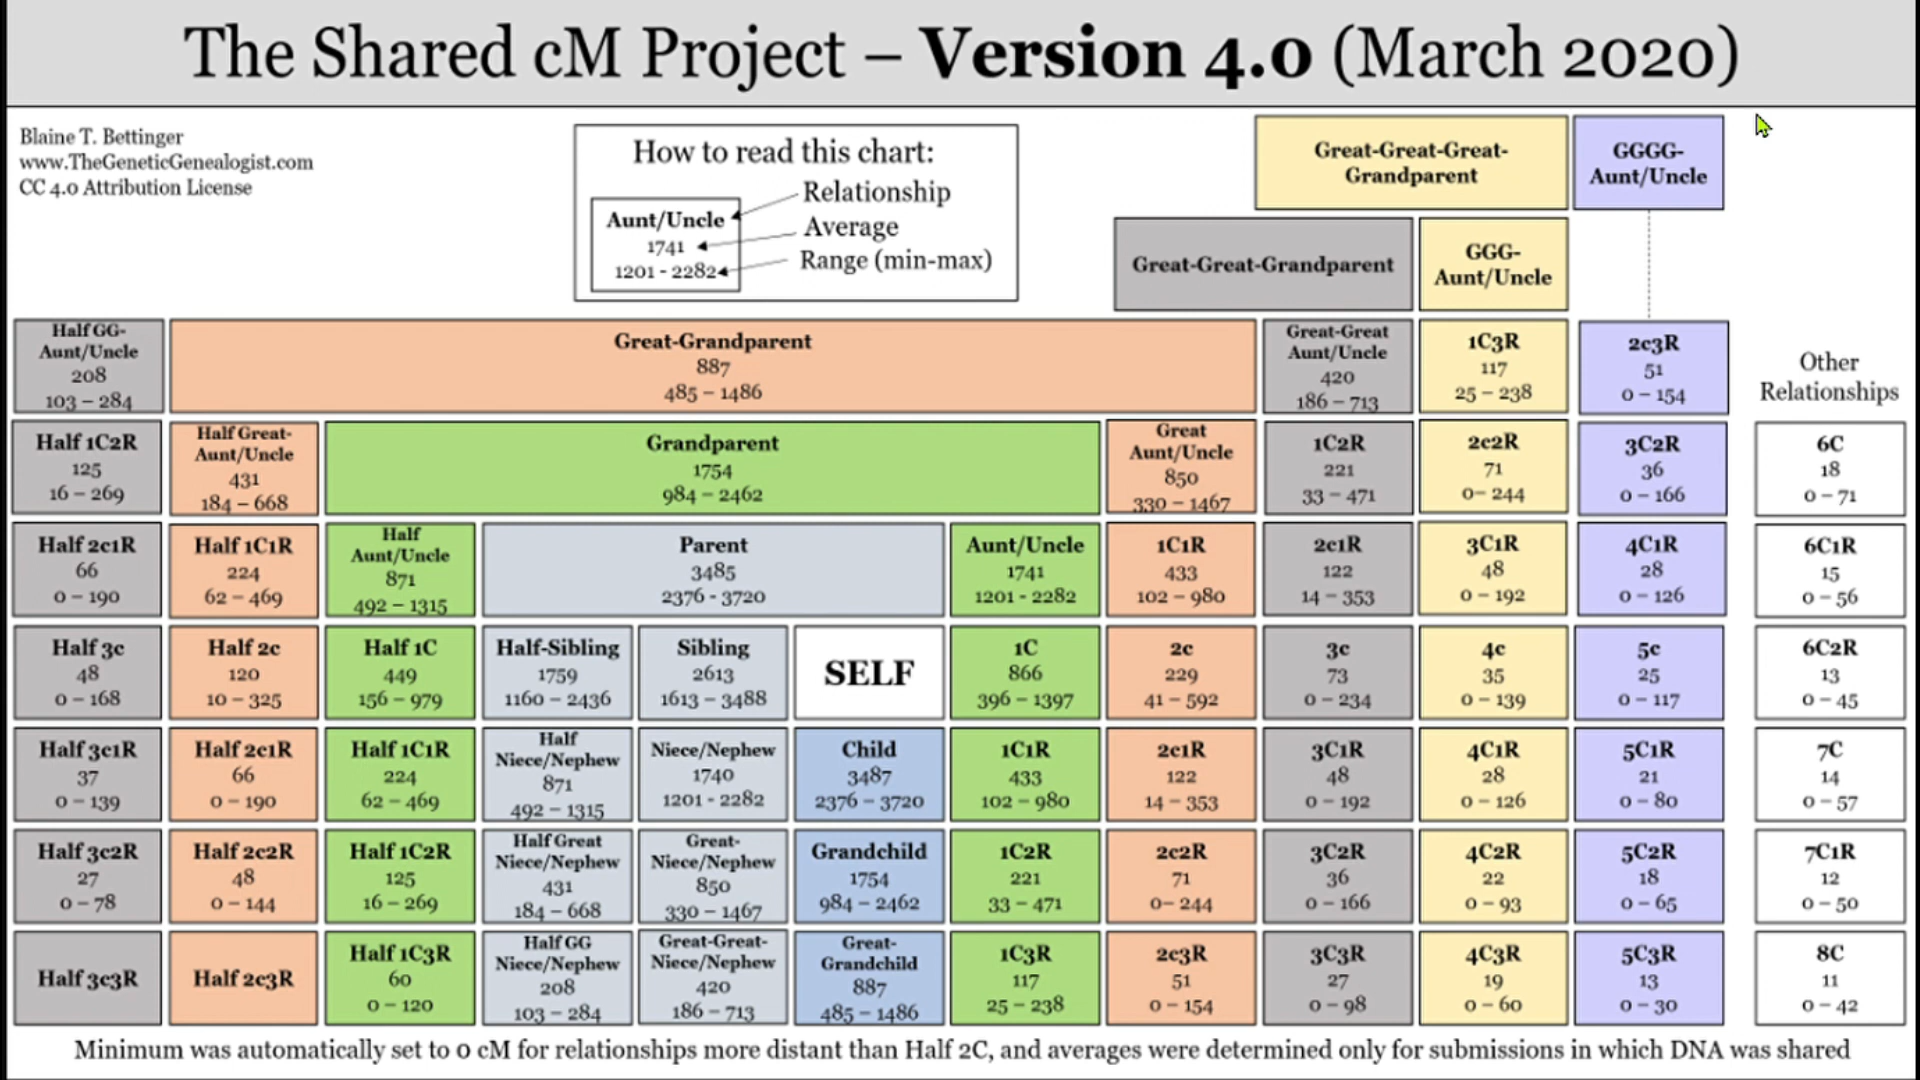 The Shared cM Project – Version 4.0 (March 2020)
Blaine T. Bettinger
www.TheGeneticGenealogist.com
CC 4.0 Attribution License
How to read this chart:
Aunt/Uncle
1741
1201 - 2282
Relationship
Average
Range (min-max)
Great-Great-Great-
Grandparent
GGGG-
Aunt/Uncle
Great-Great-Grandparent
GGG-
Aunt/Uncle
Half GG-
Aunt/Uncle
208
103 – 284
Great-Grandparent
887
485 – 1486
Great-Great
Aunt/Uncle
420
186 – 713
1C3R
117
25 – 238
2c3R
51
0 – 154
Other
Relationships
Half 1C2R
125
16 – 269
Half Great-
Aunt/Uncle
431
184 – 668
Grandparent
1754
984 – 2462
Great
Aunt/Uncle
850
330 – 1467
1C2R
221
33 – 471
2c2R
71
0– 244
3C2R
36
0 – 166
6C
18
0 – 71
Half 2c1R
66
0 – 190
Half 1C1R
224
62 – 469
Half
Aunt/Uncle
871
492 – 1315
Parent
3485
2376 - 3720
Aunt/Uncle
1741
1201 - 2282
1C1R
433
102 – 980
2c1R
122
14 – 353
3C1R
48
0 – 192
4C1R
28
0 – 126
6C1R
15
0 – 56
Half 3c
48
0 – 168
Half 2c
120
10 – 325
Half 1C
449
156 – 979
Half-Sibling
1759
1160 – 2436
Sibling
2613
1613 – 3488
SELF
1C
866
396 – 1397
2c
229
41 – 592
3c
73
0 – 234
4c
35
0 – 139
5c
25
0 – 117
6C2R
13
0 – 45
Half 3c1R
37
0 – 139
Half 2c1R
66
0 – 190
Half 1C1R
224
62 – 469
Half
Niece/Nephew
871
492 – 1315
Niece/Nephew
1740
1201 - 2282
Child
3487
2376 – 3720
1C1R
433
102 – 980
2c1R
122
14 – 353
3C1R
48
0 – 192
4C1R
28
0 – 126
5C1R
21
0 – 80
7C
14
0 – 57
Half 3c2R
27
0 – 78
Half 2c2R
48
0 – 144
Half 1C2R
125
16 – 269
Half Great
Niece/Nephew
431
184 – 668
Great-
Niece/Nephew
850
330 – 1467
Grandchild
1754
984 – 2462
1C2R
221
33 – 471
2c2R
71
0– 244
3C2R
36
0 – 166
4C2R
22
0 – 93
5C2R
18
0 – 65
7C1R
12
0 – 50
Half 3c3R
Half 2c3R
Half 1C3R
60
0 – 120
Half GG
Niece/Nephew
208
103 – 284
Great-Great-
Niece/Nephew
420
186 – 713
Great-
Grandchild
887
485 – 1486
1C3R
117
25 – 238
2c3R
51
0 – 154
3C3R
27
0 – 98
4C3R
19
0 – 60
5C3R
13
0 – 30
8C
11
0 – 42
Minimum was automatically set to 0 cM for relationships more distant than Half 2C, and averages were determined only for submissions in which DNA was shared